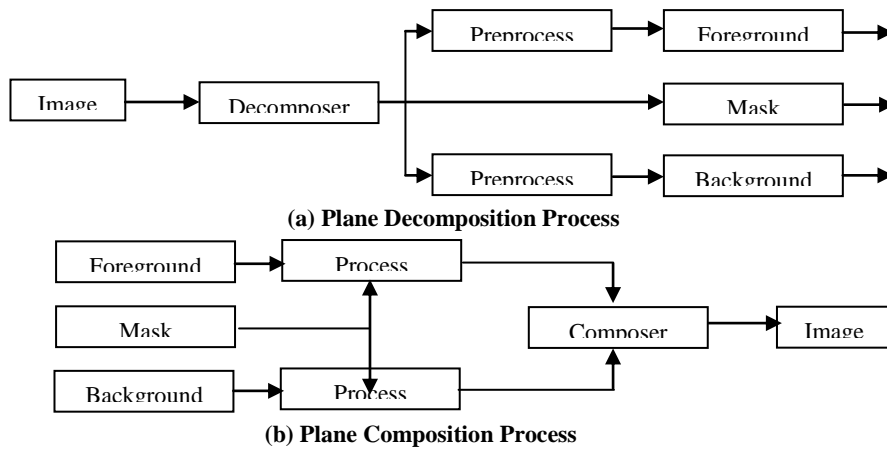 Preprocess
Foreground
Image
Decomposer
Mask
Preprocess
Background
(a) Plane Decomposition Process
Foreground
Process
Mask
Composer
Image
Background
Process
(b) Plane Composition Process